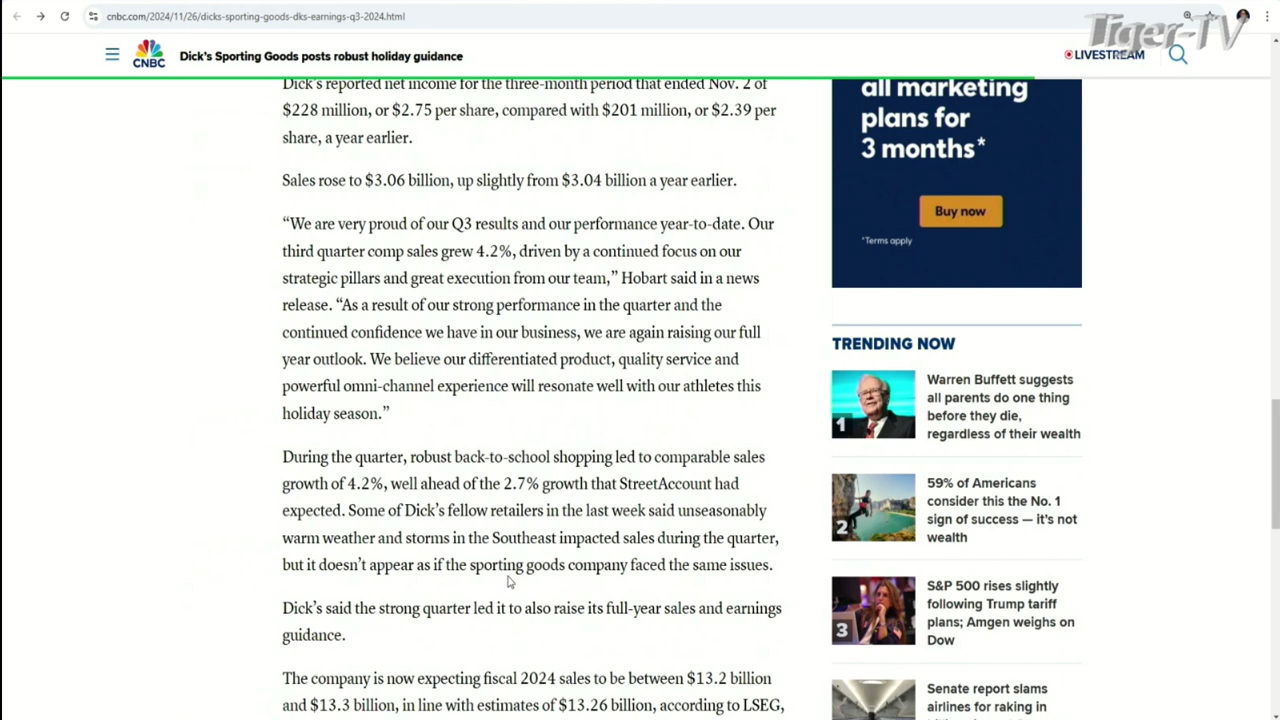 cnbc.com/2024/11/26/dicks-sporting-goods-dks-earnings-q3-2024.html
Tiger-TV
CNBC
Dick's Sporting Goods posts robust holiday guidance
LIVESTREAM
Dick's reported net income for the three-month period that ended Nov. 2 of
$228 million, or $2.75 per share, compared with $201 million, or $2.39 per
share, a year earlier.
Sales rose to $3.06 billion, up slightly from $3.04 billion a year earlier.
“We are very proud of our Q3 results and our performance year-to-date. Our
third quarter comp sales grew 4.2%, driven by a continued focus on our
strategic pillars and great execution from our team,” Hobart said in a news
release. “As a result of our strong performance in the quarter and the
continued confidence we have in our business, we are again raising our full
year outlook. We believe our differentiated product, quality service and
powerful omni-channel experience will resonate well with our athletes this
holiday season.”
During the quarter, robust back-to-school shopping led to comparable sales
growth of 4.2%, well ahead of the 2.7% growth that StreetAccount had
expected. Some of Dick's fellow retailers in the last week said unseasonably
warm weather and storms in the Southeast impacted sales during the quarter,
but it doesn't appear as if the sporting goods company faced the same issues.
Dick's said the strong quarter led it to also raise its full-year sales and earnings
guidance.
The company is now expecting fiscal 2024 sales to be between $13.2 billion
and $13.3 billion, in line with estimates of $13.26 billion, according to LSEG,
all marketing
plans for
3 months*
Buy now
*Terms apply
TRENDING NOW
1
Warren Buffett suggests
all parents do one thing
before they die,
regardless of their wealth
2
59% of Americans
consider this the No. 1
sign of success — it's not
wealth
3
S&P 500 rises slightly
following Trump tariff
plans; Amgen weighs on
Dow
Senate report slams
airlines for raking in